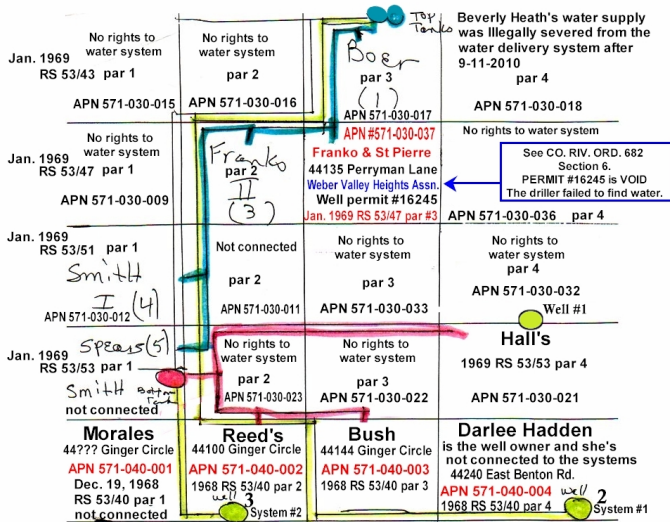 Top
Tanks
Beverly Heath's water supply
was Illegally severed from the
water delivery system after
9-11-2010
Jan. 1969
RS 53/43
No rights to
water system
par 1
APN 571-030-015
No rights to
water system
par 2
APN 571-030-016
Boer
par 3
(1)
APN 571-030-017
par 4
APN 571-030-018
Jan. 1969
RS 53/47
No rights to
water system
par 1
APN 571-030-009
Franko
par 2
II
(3)
APN #571-030-037
Franko & St Pierre
44135 Perryman Lane
Weber Valley Heights Assn.
Well permit #16245
Jan. 1969 RS 53/47 par #3
No rights to water system
See CO. RIV. ORD. 682
Section 6.
PERMIT #16245 is VOID
The driller failed to find water.
APN 571-030-036 par 4
Jan. 1969
RS 53/51 par 1
Smith
I (4)
APN 571-030-012
Not connected
par 2
APN 571-030-011
No rights to
water system
par 3
APN 571-030-033
No rights to
water system
par 4
APN 571-030-032
Well #1
Jan. 1969
RS 53/53
Spears (5)
par 1
Smith
Bottom
Tank
not connected
No rights to
water system
par 2
APN 571-030-023
No rights to
water system
par 3
APN 571-030-022
Hall's
1969 RS 53/53 par 4
APN 571-030-021
Morales
44??? Ginger Circle
APN 571-040-001
Dec. 19, 1968
RS 53/40 par 1
not connected
Reed's
44100 Ginger Circle
APN 571-040-002
1968 RS 53/40 par 2
well 3
System #2
Bush
44144 Ginger Circle
APN 571-040-003
1968 RS 53/40 par 3
Darlee Hadden
is the well owner and she's
not connected to the systems
44240 East Benton Rd.
APN 571-040-004
1968 RS 53/40 par 4
well 2
System #1